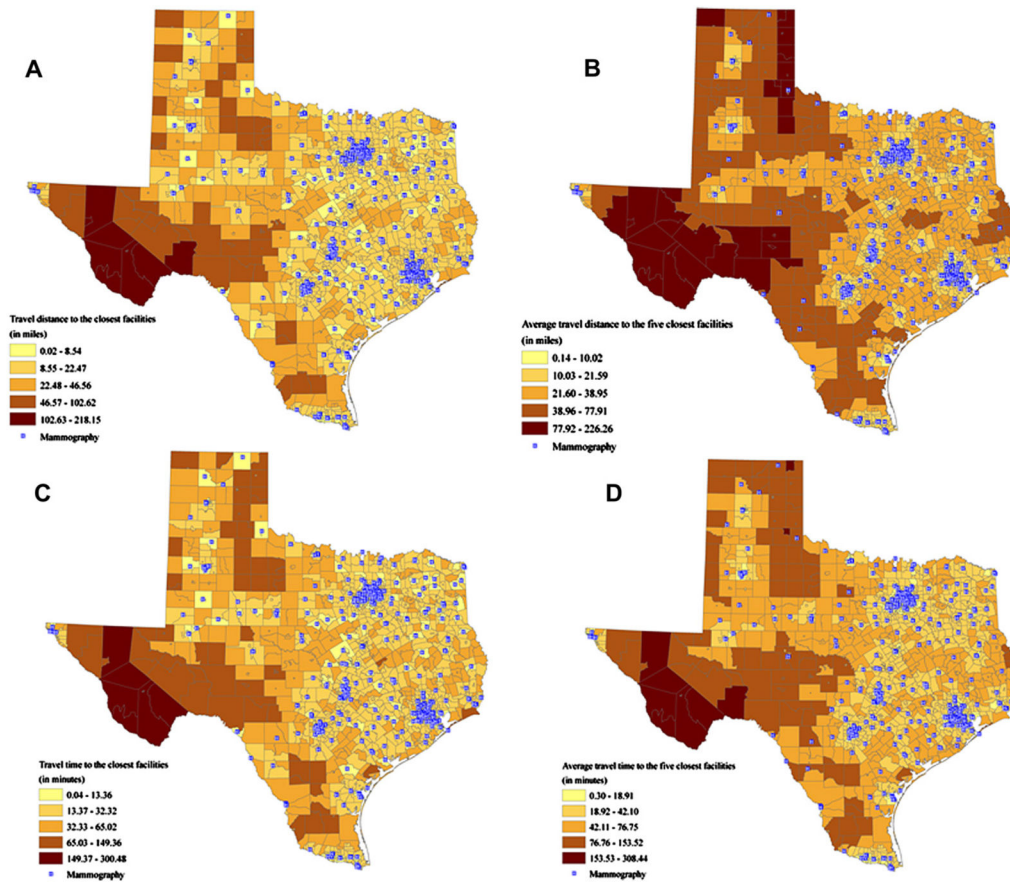 A
Travel distance to the closest facilities
(in miles)
0.02 - 8.54
8.55 - 22.47
22.48 - 46.56
46.57 - 102.62
102.63 - 218.15
Mammography
B
Average travel distance to the five closest facilities
(in miles)
0.14 - 10.02
10.03 - 21.59
21.60 - 38.95
38.96 - 77.91
77.92 - 226.26
Mammography
C
Travel time to the closest facilities
(in minutes)
0.04 - 13.36
13.37 - 32.32
32.33 - 65.02
65.03 - 149.36
149.37 - 300.48
Mammography
D
Average travel time to the five closest facilities
(in minutes)
0.30 - 18.91
18.92 - 42.10
42.11 - 76.75
76.76 - 153.52
153.53 - 308.44
Mammography